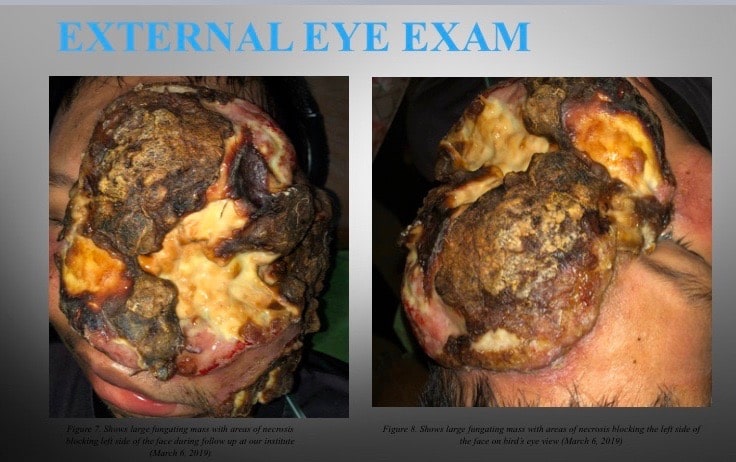 EXTERNAL EYE EXAM
Figure 7. Shows large fungating mass with areas of necrosis
blocking left side of the face during follow up at our institute
(March 6, 2019)
Figure 8. Shows large fungating mass with areas of necrosis blocking the left side of
the face on bird's eye view (March 6, 2019)